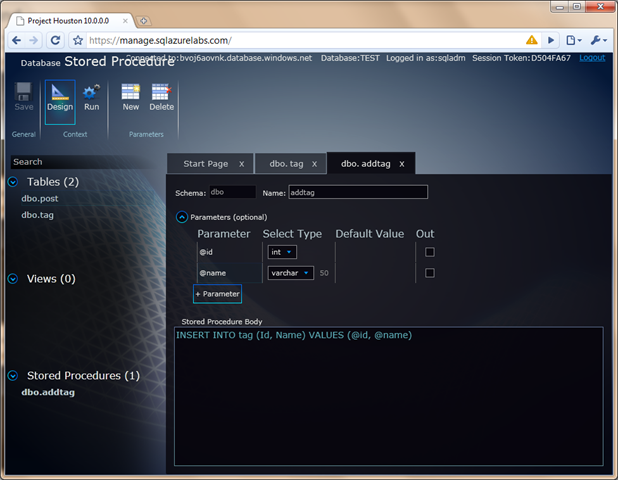 Project Houston 10.0.0.0
https://manage.sqlazurelabs.com/
Database Stored Procedure
Connected to:bvoj6aovnk.database.windows.net Database:TEST Logged in as:sqladm Session Token:D504FA67 Logout
Save Design Run New Delete
General Context Parameters
Search
Start Page x dbo. tag x dbo. addtag x
Tables (2)
dbo.post
dbo.tag
Views (0)
Stored Procedures (1)
dbo.addtag
Schema: dbo Name: addtag
Parameters (optional)
Parameter Select Type Default Value Out
@id int
@name varchar 50
+ Parameter
Stored Procedure Body
INSERT INTO tag (Id, Name) VALUES (@id, @name)